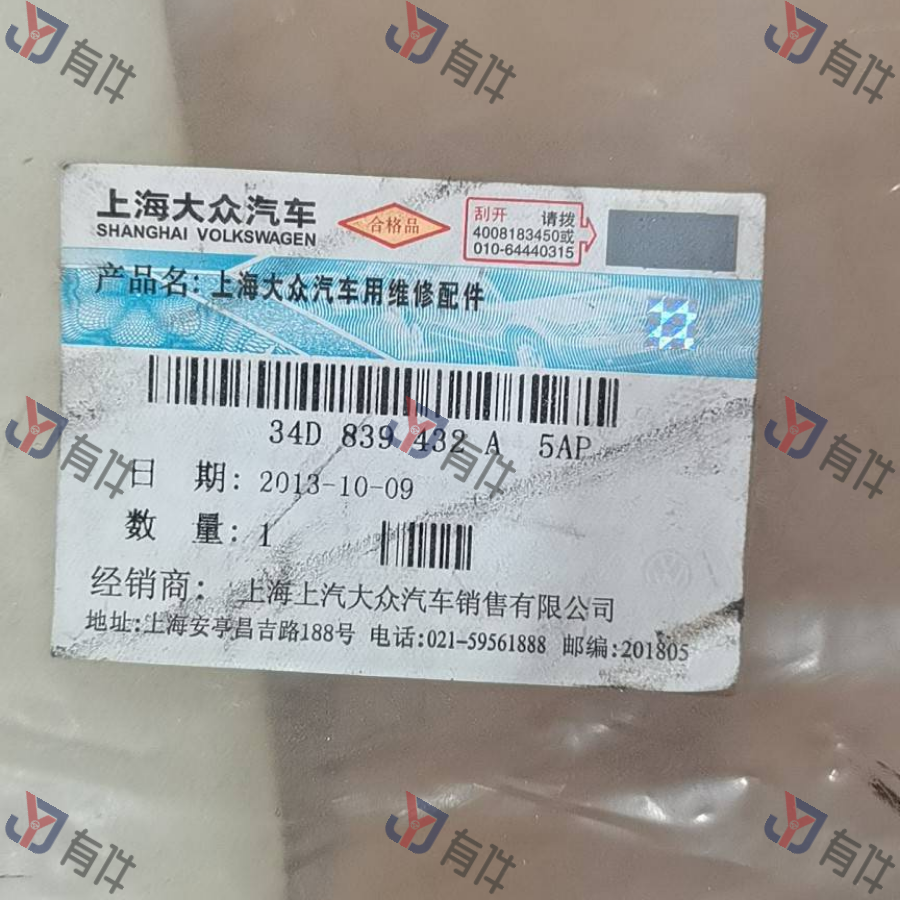 上海大众汽车
SHANGHAI VOLKSWAGEN
合格品
刮开 请拨
4008183450或
010-64440315
产品名: 上海大众汽车用维修配件
34D 839 432 A 5AP
日 期: 2013-10-09
数 量: 1
经销商: 上海上汽大众汽车销售有限公司
地址:上海安亭昌吉路188号 电话:021-59561888 邮编:201805
有件
有件
有件
有件
有件
有件
有件
有件
有件